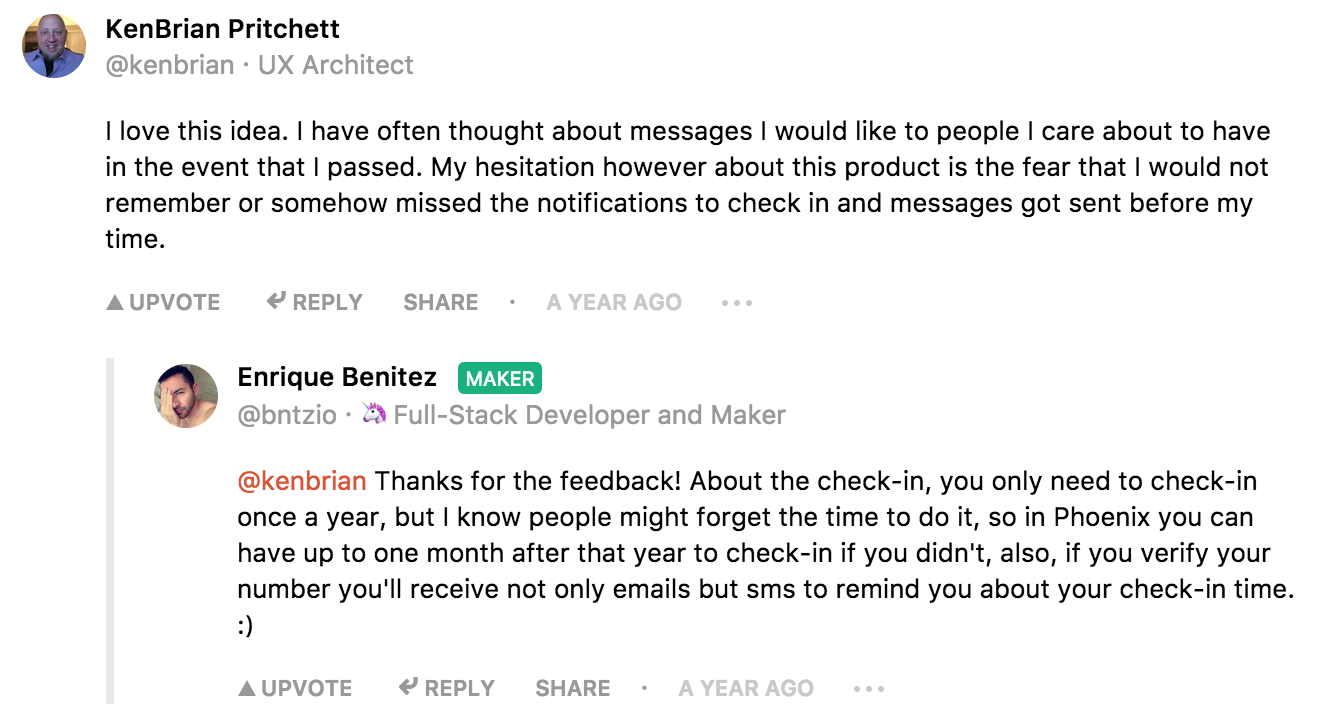 KenBrian Pritchett
@kenbrian · UX Architect
I love this idea. I have often thought about messages I would like to people I care about to have
in the event that I passed. My hesitation however about this product is the fear that I would not
remember or somehow missed the notifications to check in and messages got sent before my
time.
▲ UPVOTE REPLY SHARE · A YEAR AGO •••
Enrique Benitez MAKER
@bntzio · 🦄 Full-Stack Developer and Maker
@kenbrian Thanks for the feedback! About the check-in, you only need to check-in
once a year, but I know people might forget the time to do it, so in Phoenix you can
have up to one month after that year to check-in if you didn't, also, if you verify your
number you'll receive not only emails but sms to remind you about your check-in time.
:)
▲ UPVOTE REPLY SHARE · A YEAR AGO •••